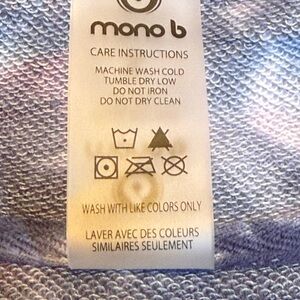 mono b
CARE INSTRUCTIONS
MACHINE WASH COLD
TUMBLE DRY LOW
DO NOT IRON
DO NOT DRY CLEAN
WASH WITH LIKE COLORS ONLY
LAVER AVEC DES COULEURS
SIMILAIRES SEULEMENT